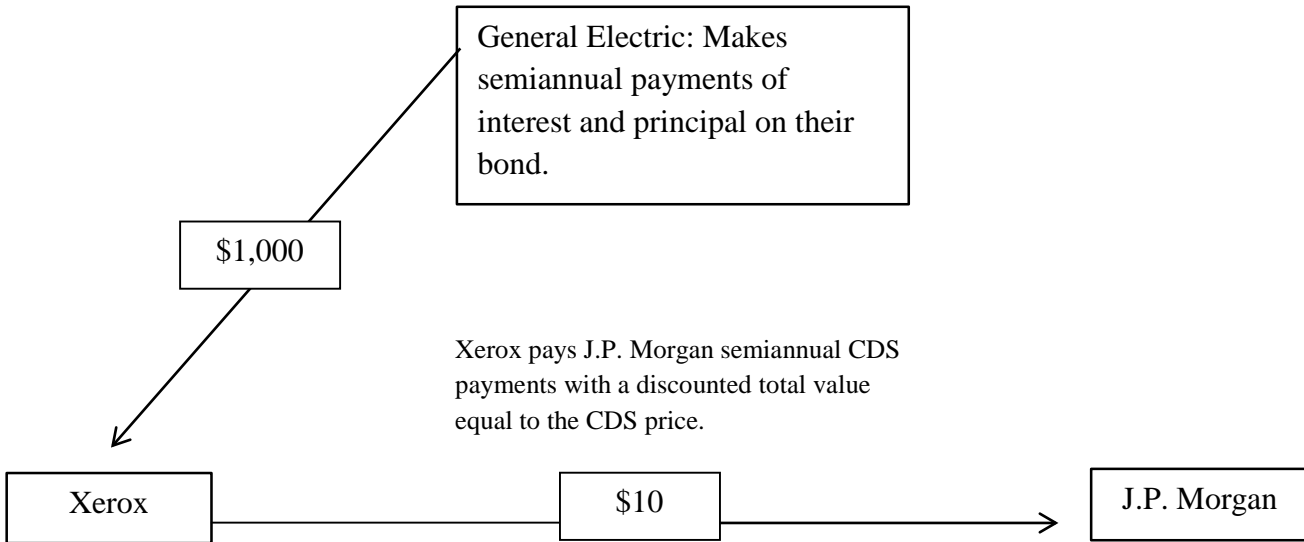 General Electric: Makes
semiannual payments of
interest and principal on their
bond.
$1,000
Xerox pays J.P. Morgan semiannual CDS
payments with a discounted total value
equal to the CDS price.
Xerox
$10
J.P. Morgan